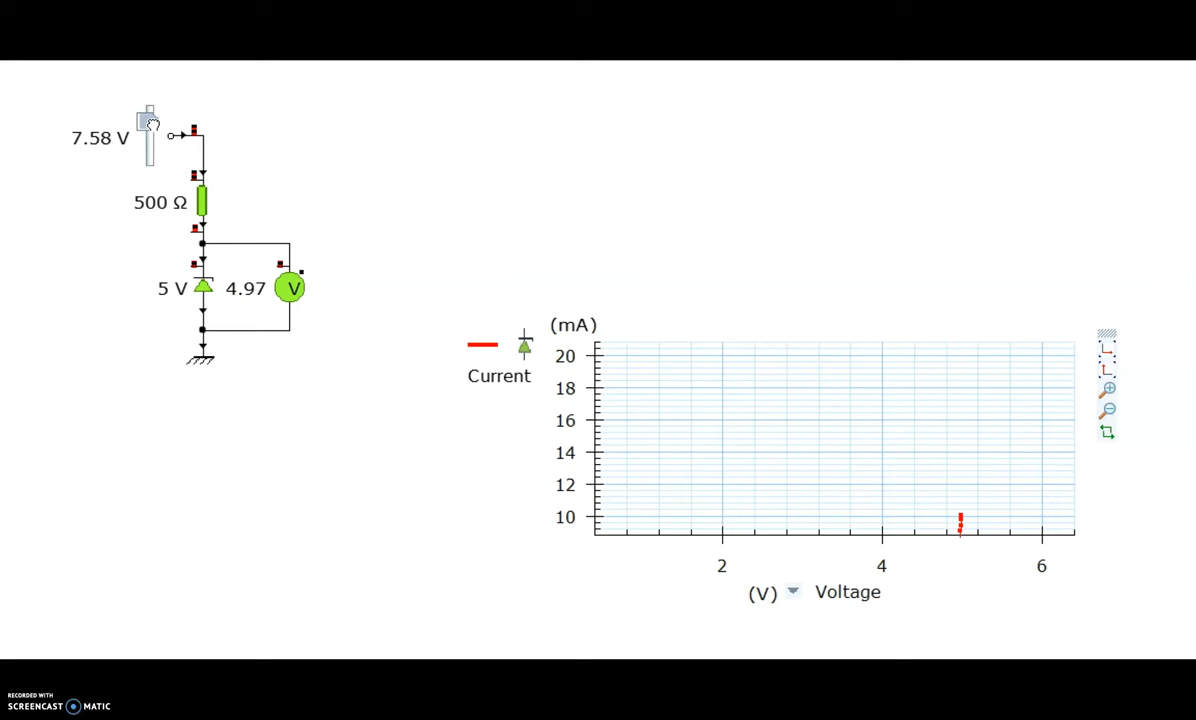 7.58 V
500 Ω
5 V
4.97
V
(mA)
Current
20
18
16
14
12
10
2
4
6
(V)
Voltage
RECORDED WITH
SCREENCAST MATIC